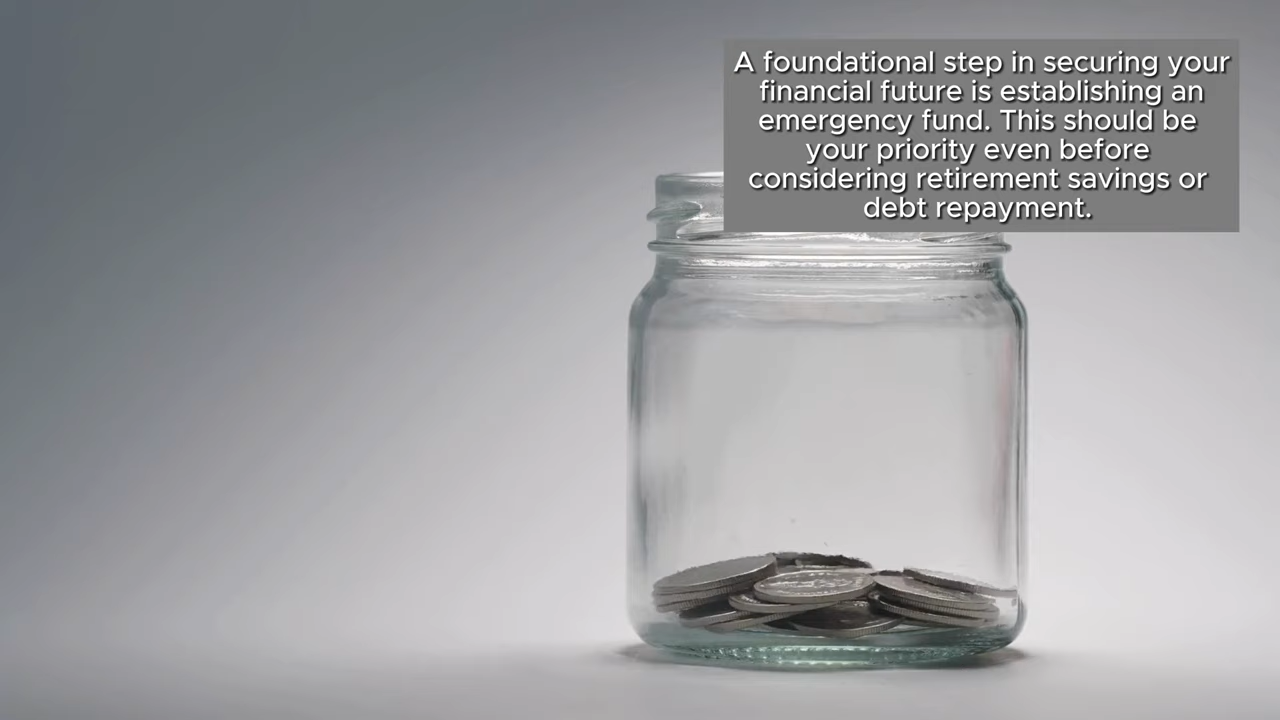 A foundational step in securing your
financial future is establishing an
emergency fund. This should be
your priority even before
considering retirement savings or
debt repayment.